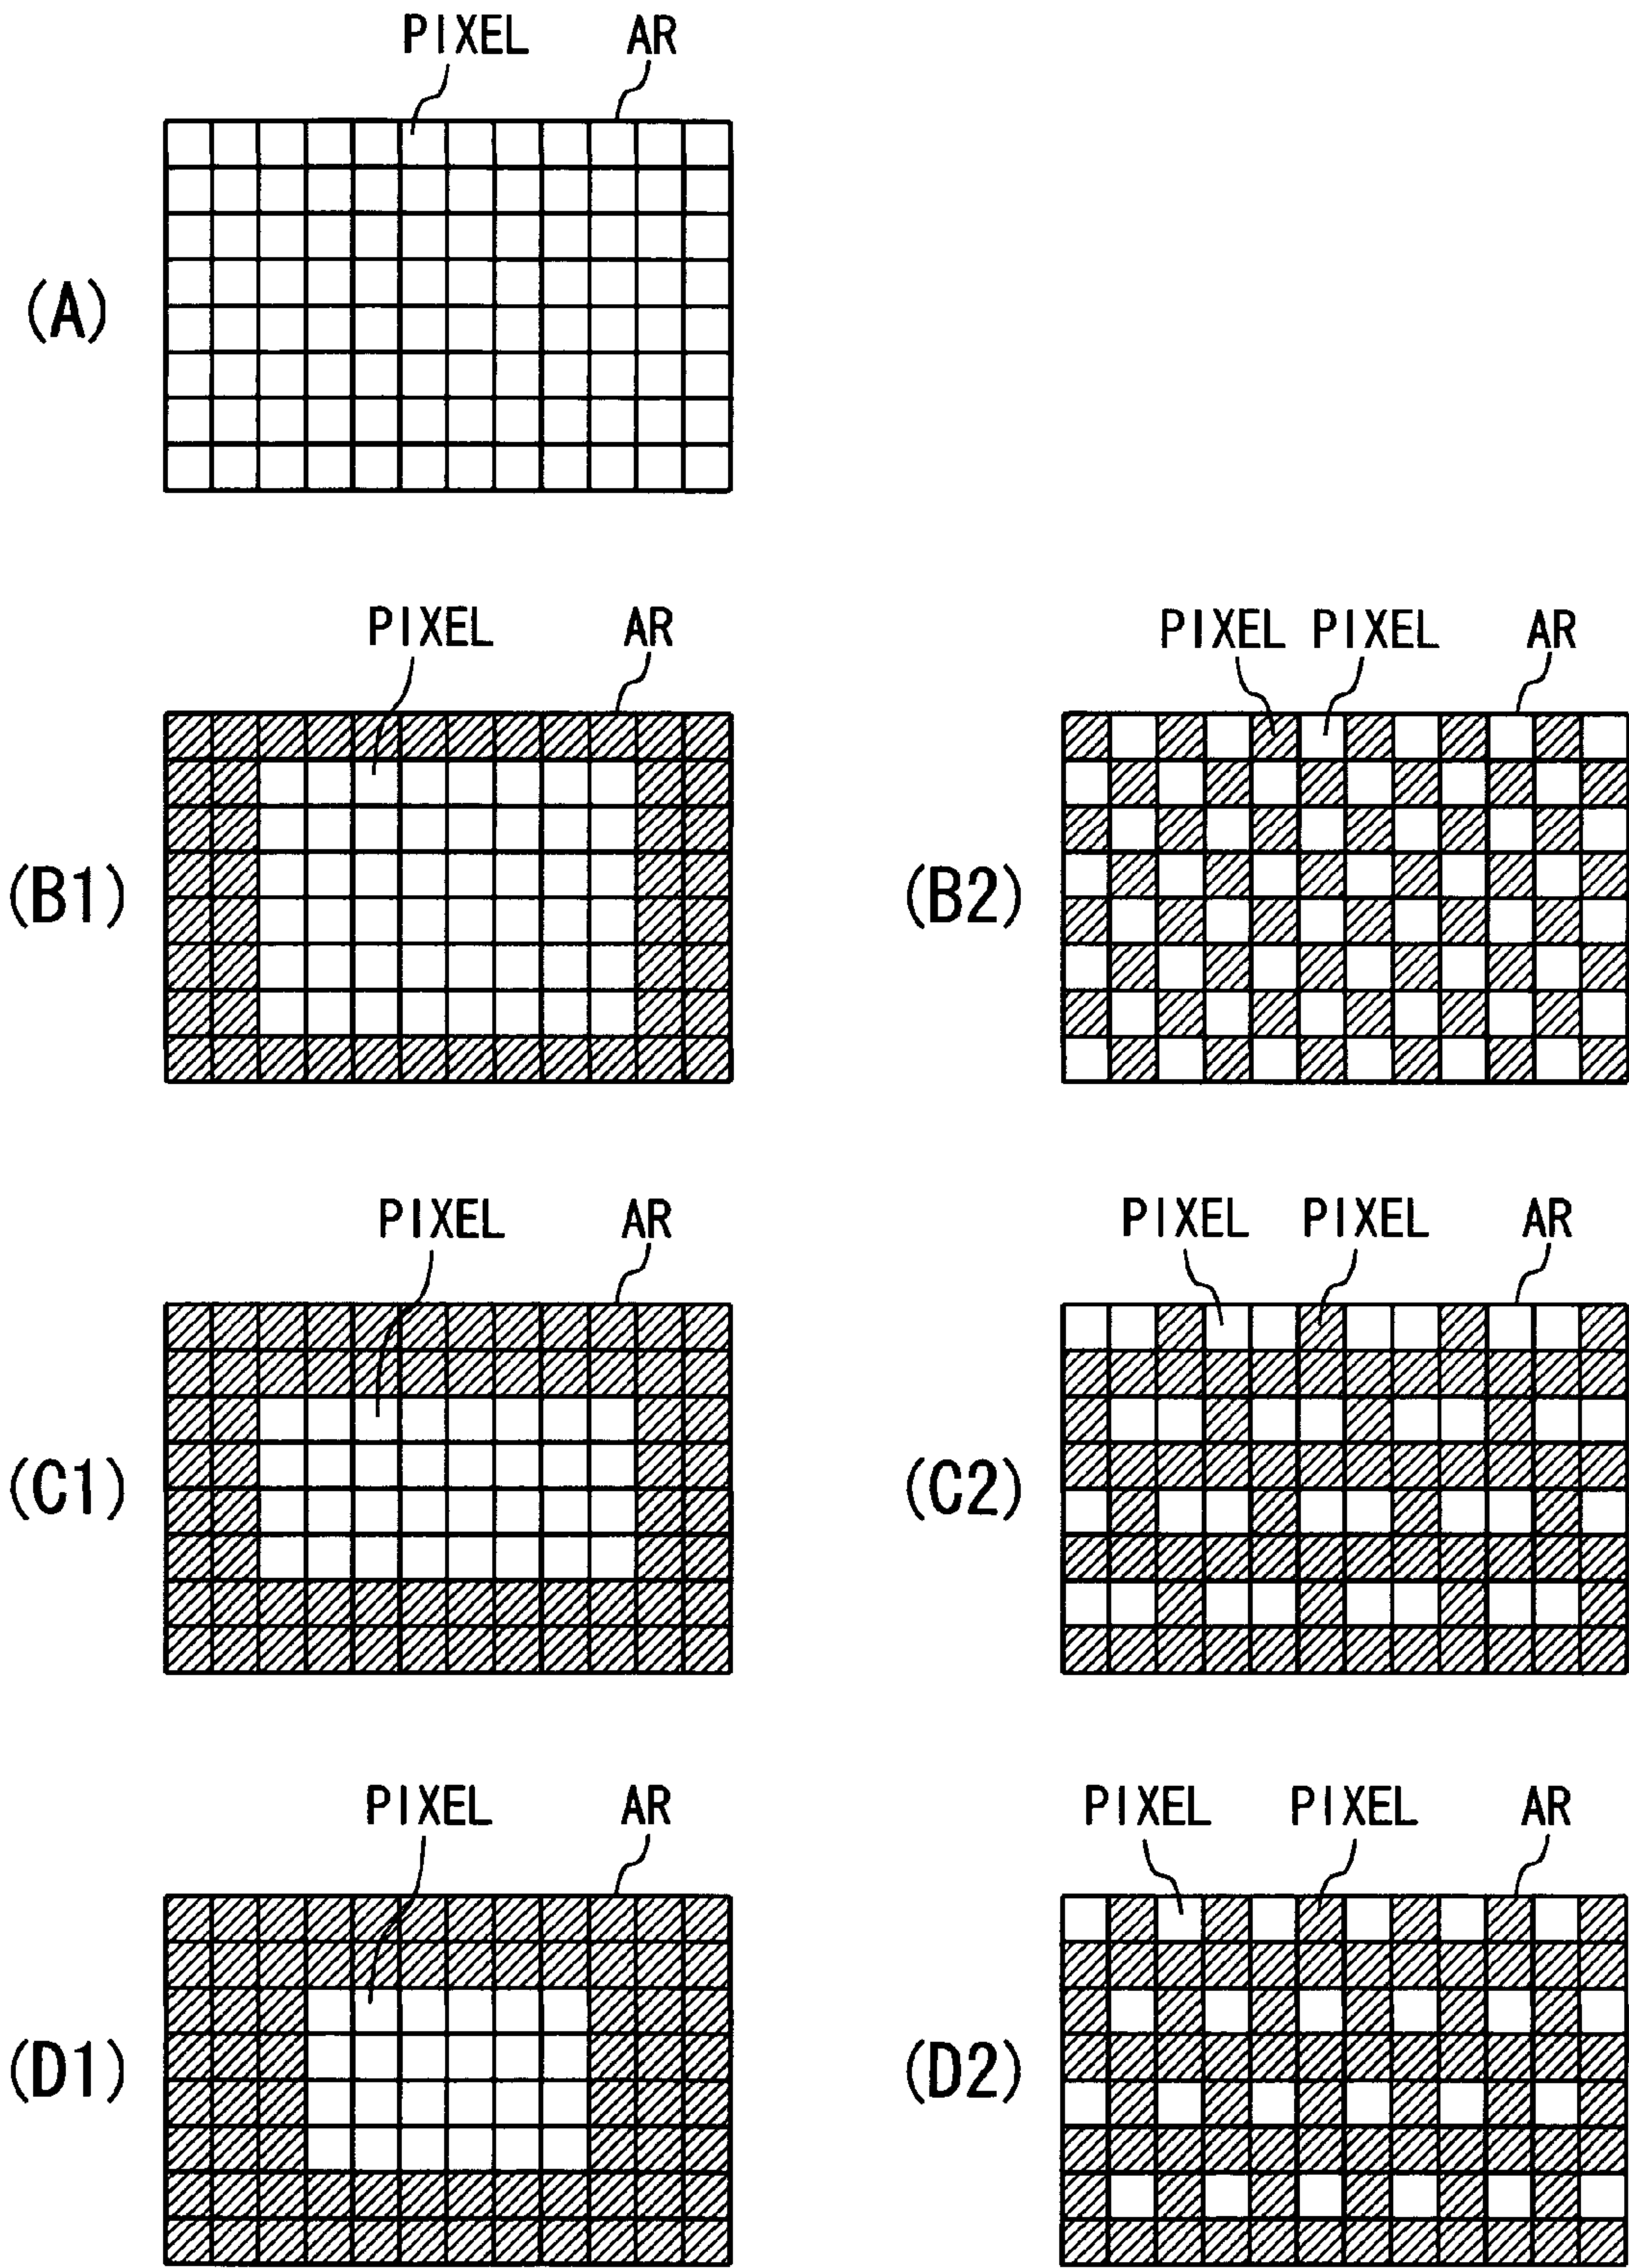 PIXEL AR
(A)
PIXEL AR
PIXEL PIXEL AR
(B1)
(B2)
PIXEL AR
PIXEL PIXEL AR
(C1)
(C2)
PIXEL AR
PIXEL PIXEL AR
(D1)
(D2)